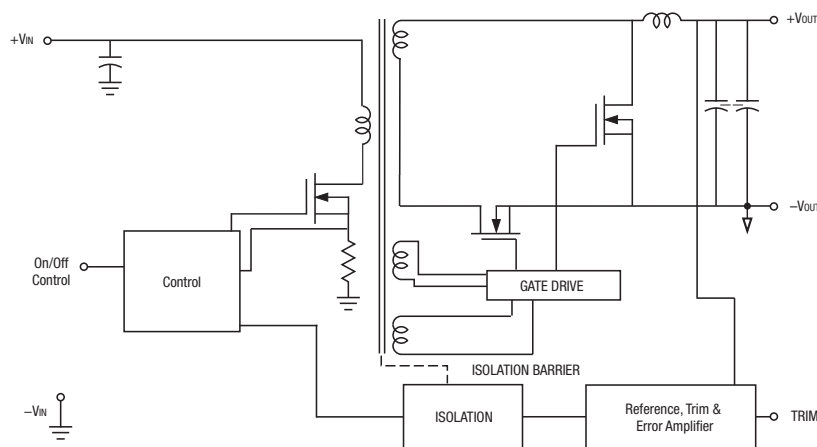 +VIN
+VOUT
−VOUT
On/Off
Control
Control
GATE DRIVE
ISOLATION BARRIER
−VIN
ISOLATION
Reference, Trim &
Error Amplifier
TRIM